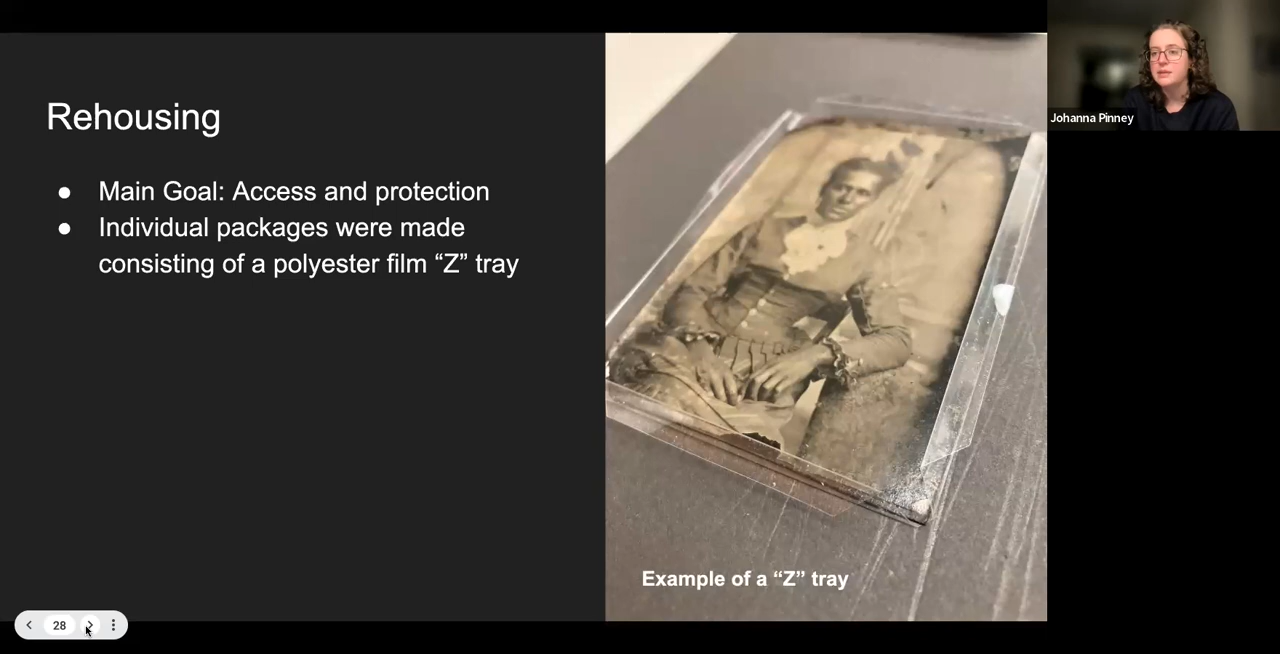 Rehousing
● Main Goal: Access and protection
● Individual packages were made
consisting of a polyester film “Z” tray
Example of a “Z” tray
Johanna Pinney
28